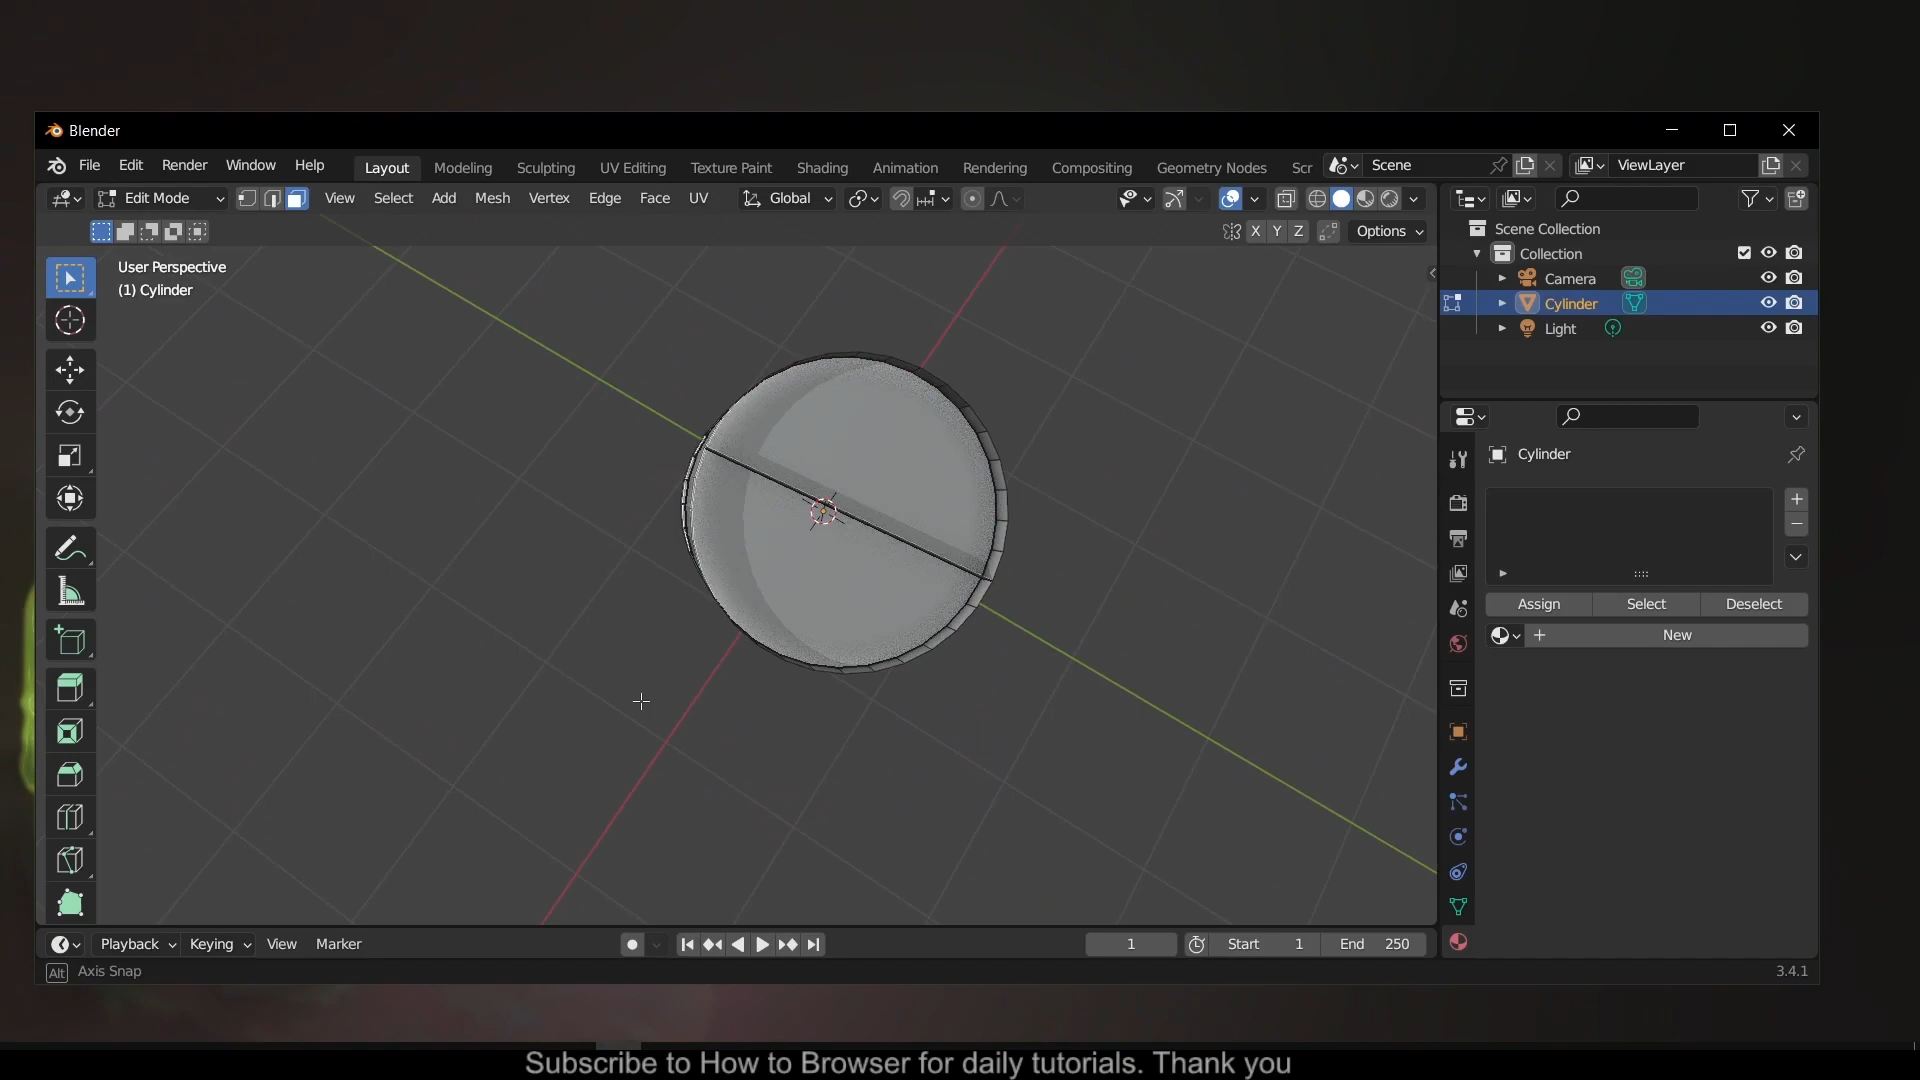 Blender
File Edit Render Window Help Layout Modeling Sculpting UV Editing Texture Paint Shading Animation Rendering Compositing Geometry Nodes Scr Scene ViewLayer
Edit Mode View Select Add Mesh Vertex Edge Face UV Global
X Y Z Options
User Perspective
(1) Cylinder
Scene Collection
Collection
Camera
Cylinder
Light
Cylinder
Assign Select Deselect
New
Playback Keying View Marker 1 Start 1 End 250
Alt Axis Snap 3.4.1
Subscribe to How to Browser for daily tutorials. Thank you